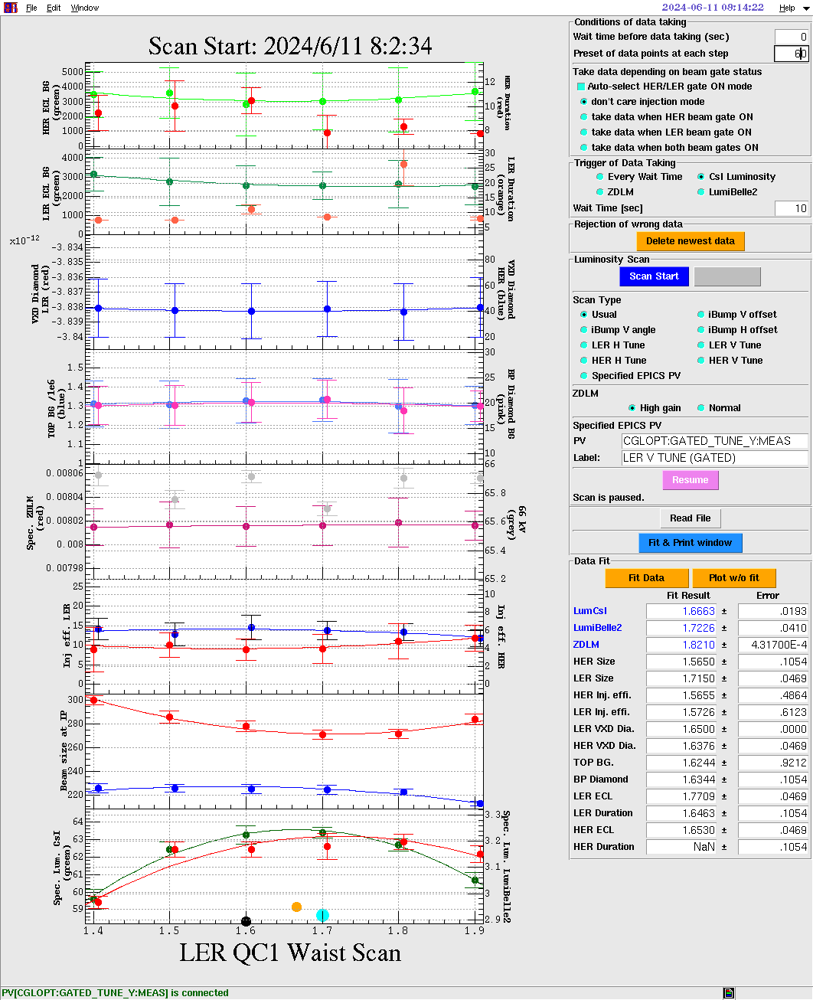 File Edit Window 2024-06-11 08:14:22 Help
Scan Start: 2024/6/11 8:2:34
HER ECL BG
(green)
5000
4000
3000
2000
1000
0
12
10
8
HER Duration
(red)
LER ECL BG
(green)
4000
3000
2000
1000
0
30
25
20
15
10
5
LER Duration
(orange)
x10⁻¹²
VXD Diamond
LER (red)
-3.834
-3.835
-3.836
-3.837
-3.838
-3.839
-3.84
80
60
40
20
VXD Diamond
HER (blue)
TOP BG /1e6
(blue)
1.5
1.4
1.3
1.2
1.1
1
30
25
20
15
10
BP Diamond BG
(pink)
Spec. ZDLM
(red)
0.00806
0.00804
0.00802
0.008
0.00798
66
65.8
65.6
65.4
65.2
66 kV
(grey)
Inj eff. LER
25
20
15
10
5
0
10
8
6
4
2
0
Inj eff. HER
Beam size at IP
300
280
260
240
220
Spec. Lum. CsI
(green)
64
63
62
61
60
59
3.3
3.2
3.1
3
2.9
Spec. Lum. LumiBelle2
1.4 1.5 1.6 1.7 1.8 1.9
LER QC1 Waist Scan
Conditions of data taking
Wait time before data taking (sec) 0
Preset of data points at each step 60
Take data depending on beam gate status
Auto-select HER/LER gate ON mode
don't care injection mode
take data when HER beam gate ON
take data when LER beam gate ON
take data when both beam gates ON
Trigger of Data Taking
Every Wait Time CsI Luminosity
ZDLM LumiBelle2
Wait Time [sec] 10
Rejection of wrong data
Delete newest data
Luminosity Scan
Scan Start
Scan Type
Usual iBump V offset
iBump V angle iBump H offset
LER H Tune LER V Tune
HER H Tune HER V Tune
Specified EPICS PV
ZDLM
High gain Normal
Specified EPICS PV
PV CGLOPT:GATED_TUNE_Y:MEAS
Label: LER V TUNE (GATED)
Resume
Scan is paused.
Read File
Fit & Print window
Data Fit
Fit Data Plot w/o fit
Fit Result Error
LumCsI 1.6663 ± .0193
LumiBelle2 1.7226 ± .0410
ZDLM 1.8210 ± 4.31700E-4
HER Size 1.5650 ± .1054
LER Size 1.7150 ± .0469
HER Inj. effi. 1.5655 ± .4864
LER Inj. effi. 1.5726 ± .6123
LER VXD Dia. 1.6500 ± .0000
HER VXD Dia. 1.6376 ± .0469
TOP BG. 1.6244 ± .9212
BP Diamond 1.6344 ± .1054
LER ECL 1.7709 ± .0469
LER Duration 1.6463 ± .1054
HER ECL 1.6530 ± .0469
HER Duration NaN ± .1054
PV[CGLOPT:GATED_TUNE_Y:MEAS] is connected